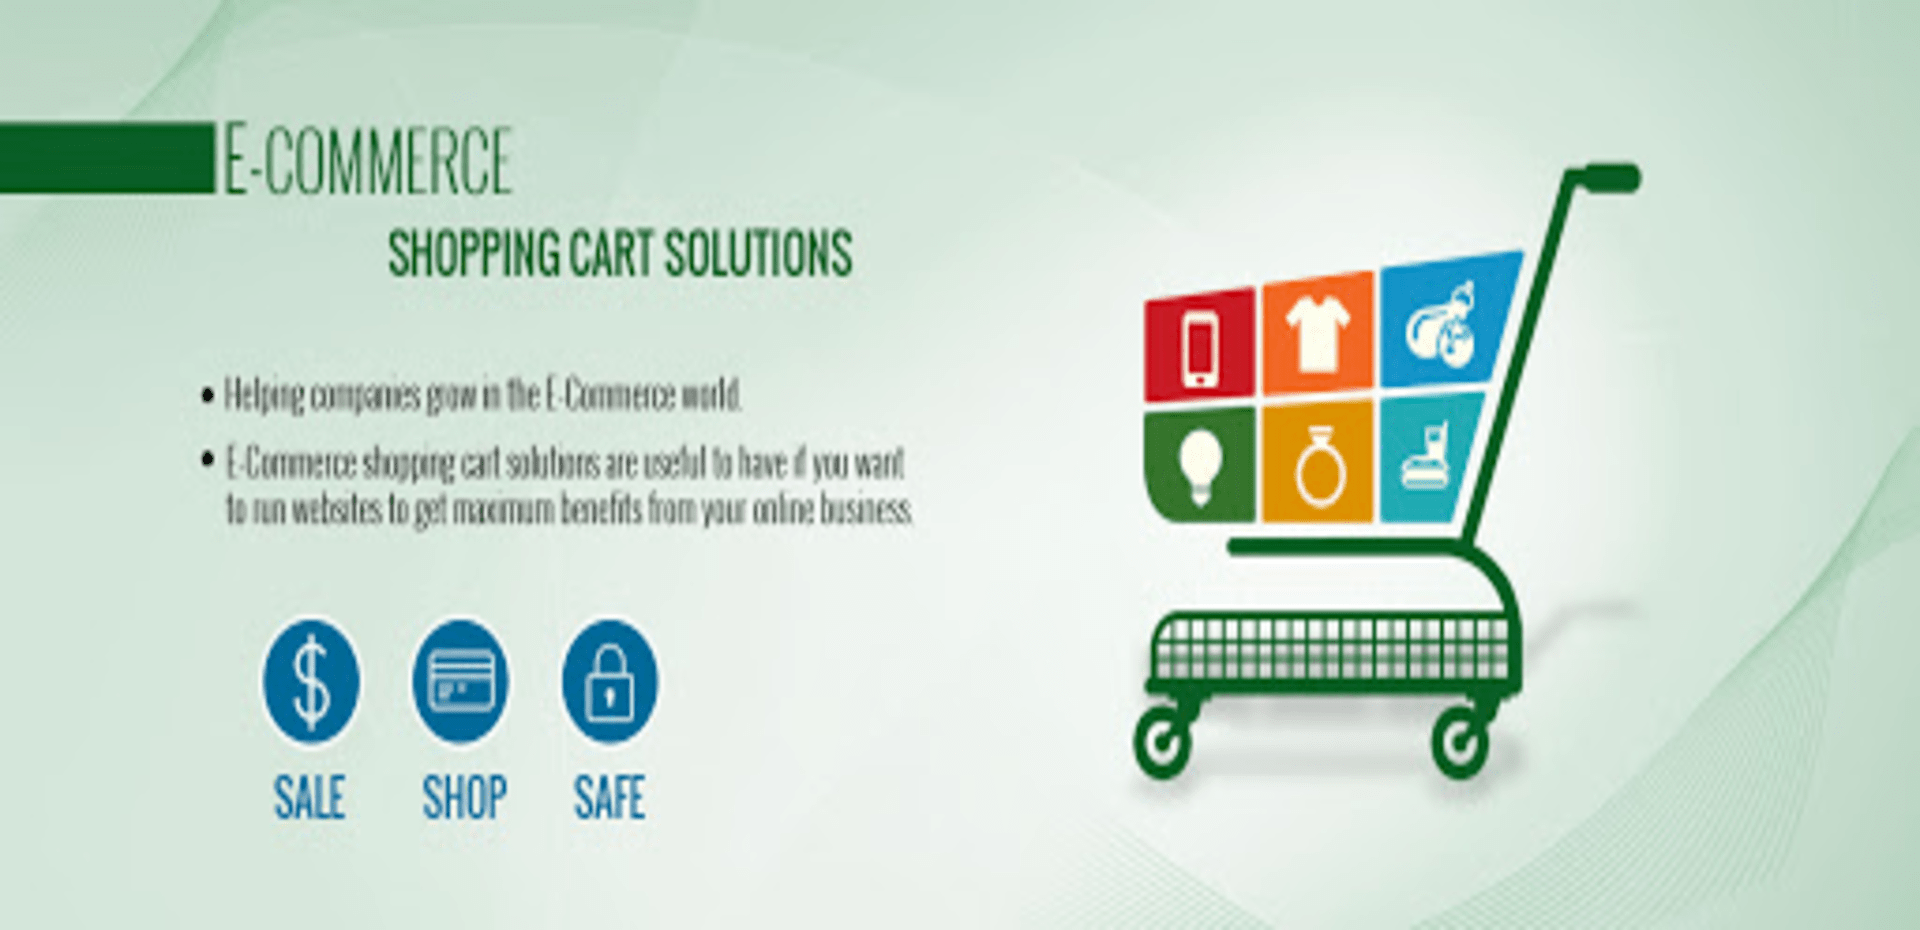 E-COMMERCE
SHOPPING CART SOLUTIONS
• Helping companies grow in the E-Commerce world.
• E-Commerce shopping cart solutions are useful to have if you want
to run websites to get maximum benefits from your online business.
SALE SHOP SAFE